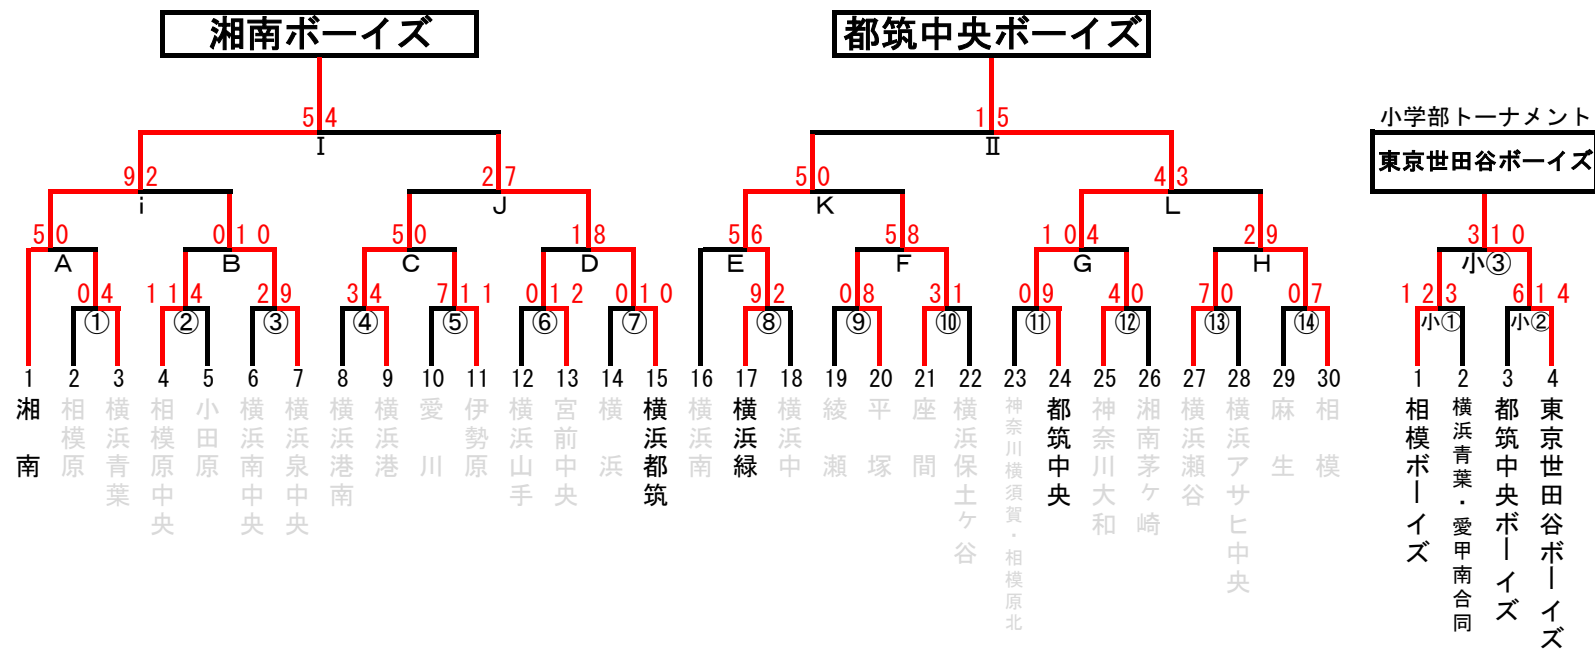 湘南ボーイズ
都筑中央ボーイズ
5 4
1 5
小学部トーナメント
Ⅰ
Ⅱ
東京世田谷ボーイズ
9 2
2 7
5 0
4 3
i
J
K
L
5 0
0 1 0
5 0
1 8
5 6
5 8
1 0 4
2 9
3 1 0
A
B
C
D
E
F
G
H
小③
0 4
1 1 4
2 9
3 4
7 1 1
0 1 2
0 1 0
9 2
0 8
3 1
0 9
4 0
7 0
0 7
1 2 3
6 1 4
①
②
③
④
⑤
⑥
⑦
⑧
⑨
⑩
⑪
⑫
⑬
⑭
小①
小②
1
2
3
4
5
6
7
8
9
10
11
12
13
14
15
16
17
18
19
20
21
22
23
24
25
26
27
28
29
30
1
2
3
4
湘南
相模原
横浜青葉
相模原中央
小田原
横浜南中央
横浜泉中央
横浜港南
横浜港
愛川
伊勢原
横浜山手
宮前中央
横浜
横浜都筑
横浜南
横浜緑
横浜中
綾瀬
平塚
座間
横浜保土ケ谷
神奈川横須賀・相模原北
都筑中央
神奈川大和
湘南茅ケ崎
横浜瀬谷
横浜アサヒ中央
麻生
相模
相模ボーイズ
横浜青葉・愛甲南合同
都筑中央ボーイズ
東京世田谷ボーイズ